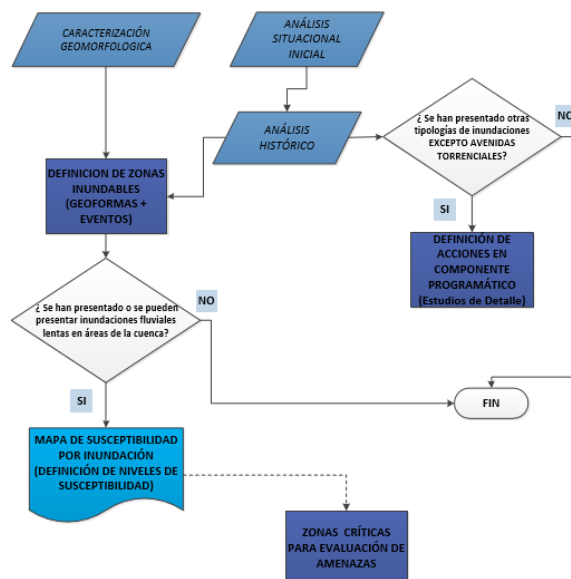 CARACTERIZACIÓN
GEOMORFOLOGICA
ANÁLISIS
SITUACIONAL
INICIAL
ANÁLISIS
HISTÓRICO
¿ Se han presentado otras
tipologías de inundaciones
EXCEPTO AVENIDAS
TORRENCIALES?
NO
SI
DEFINICIÓN DE
ACCIONES EN
COMPONENTE
PROGRAMÁTICO
(Estudios de Detalle)
DEFINICION DE ZONAS
INUNDABLES
(GEOFORMAS +
EVENTOS)
¿ Se han presentado o se pueden
presentar inundaciones fluviales
lentas en áreas de la cuenca?
NO
SI
FIN
MAPA DE SUSCEPTIBILIDAD
POR INUNDACIÓN
(DEFINICIÓN DE NIVELES DE
SUSCEPTIBILIDAD)
ZONAS CRÍTICAS
PARA EVALUACIÓN DE
AMENAZAS